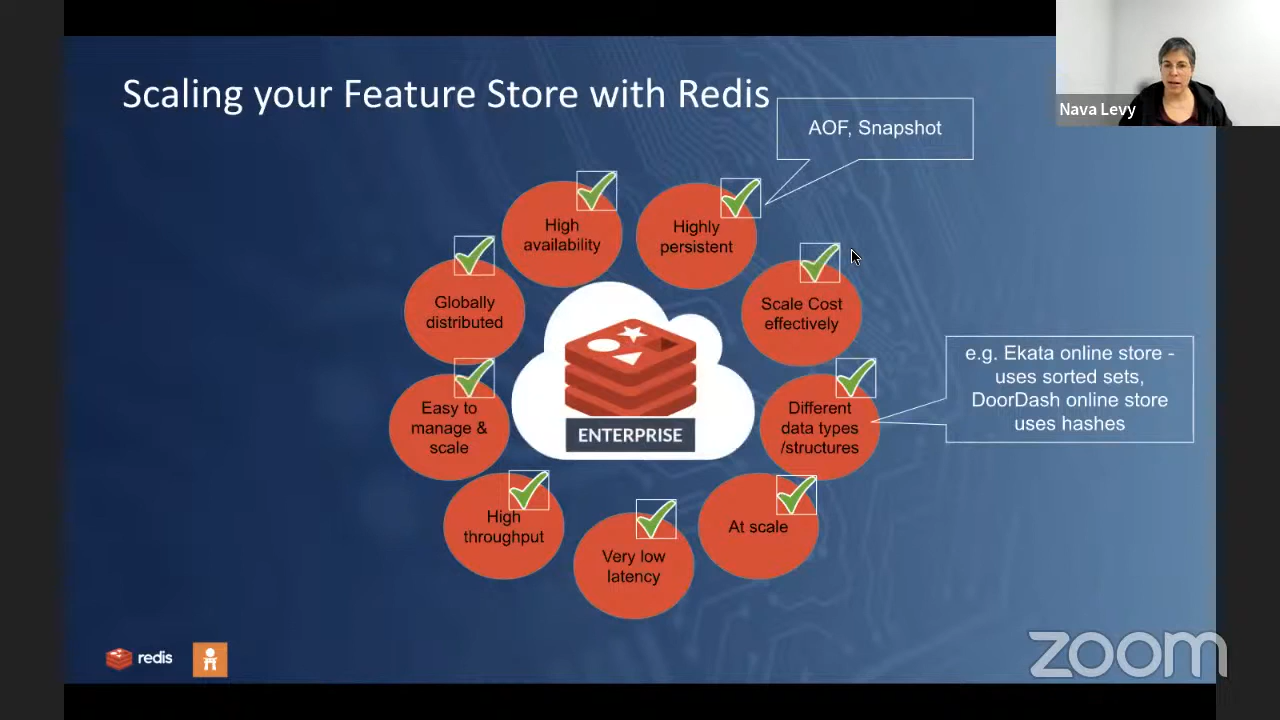 Scaling your Feature Store with Redis
Nava Levy
AOF, Snapshot
High
availability
Highly
persistent
Globally
distributed
Scale Cost
effectively
Easy to
manage &
scale
ENTERPRISE
Different
data types
/structures
e.g. Ekata online store -
uses sorted sets,
DoorDash online store
uses hashes
High
throughput
Very low
latency
At scale
redis
zoom